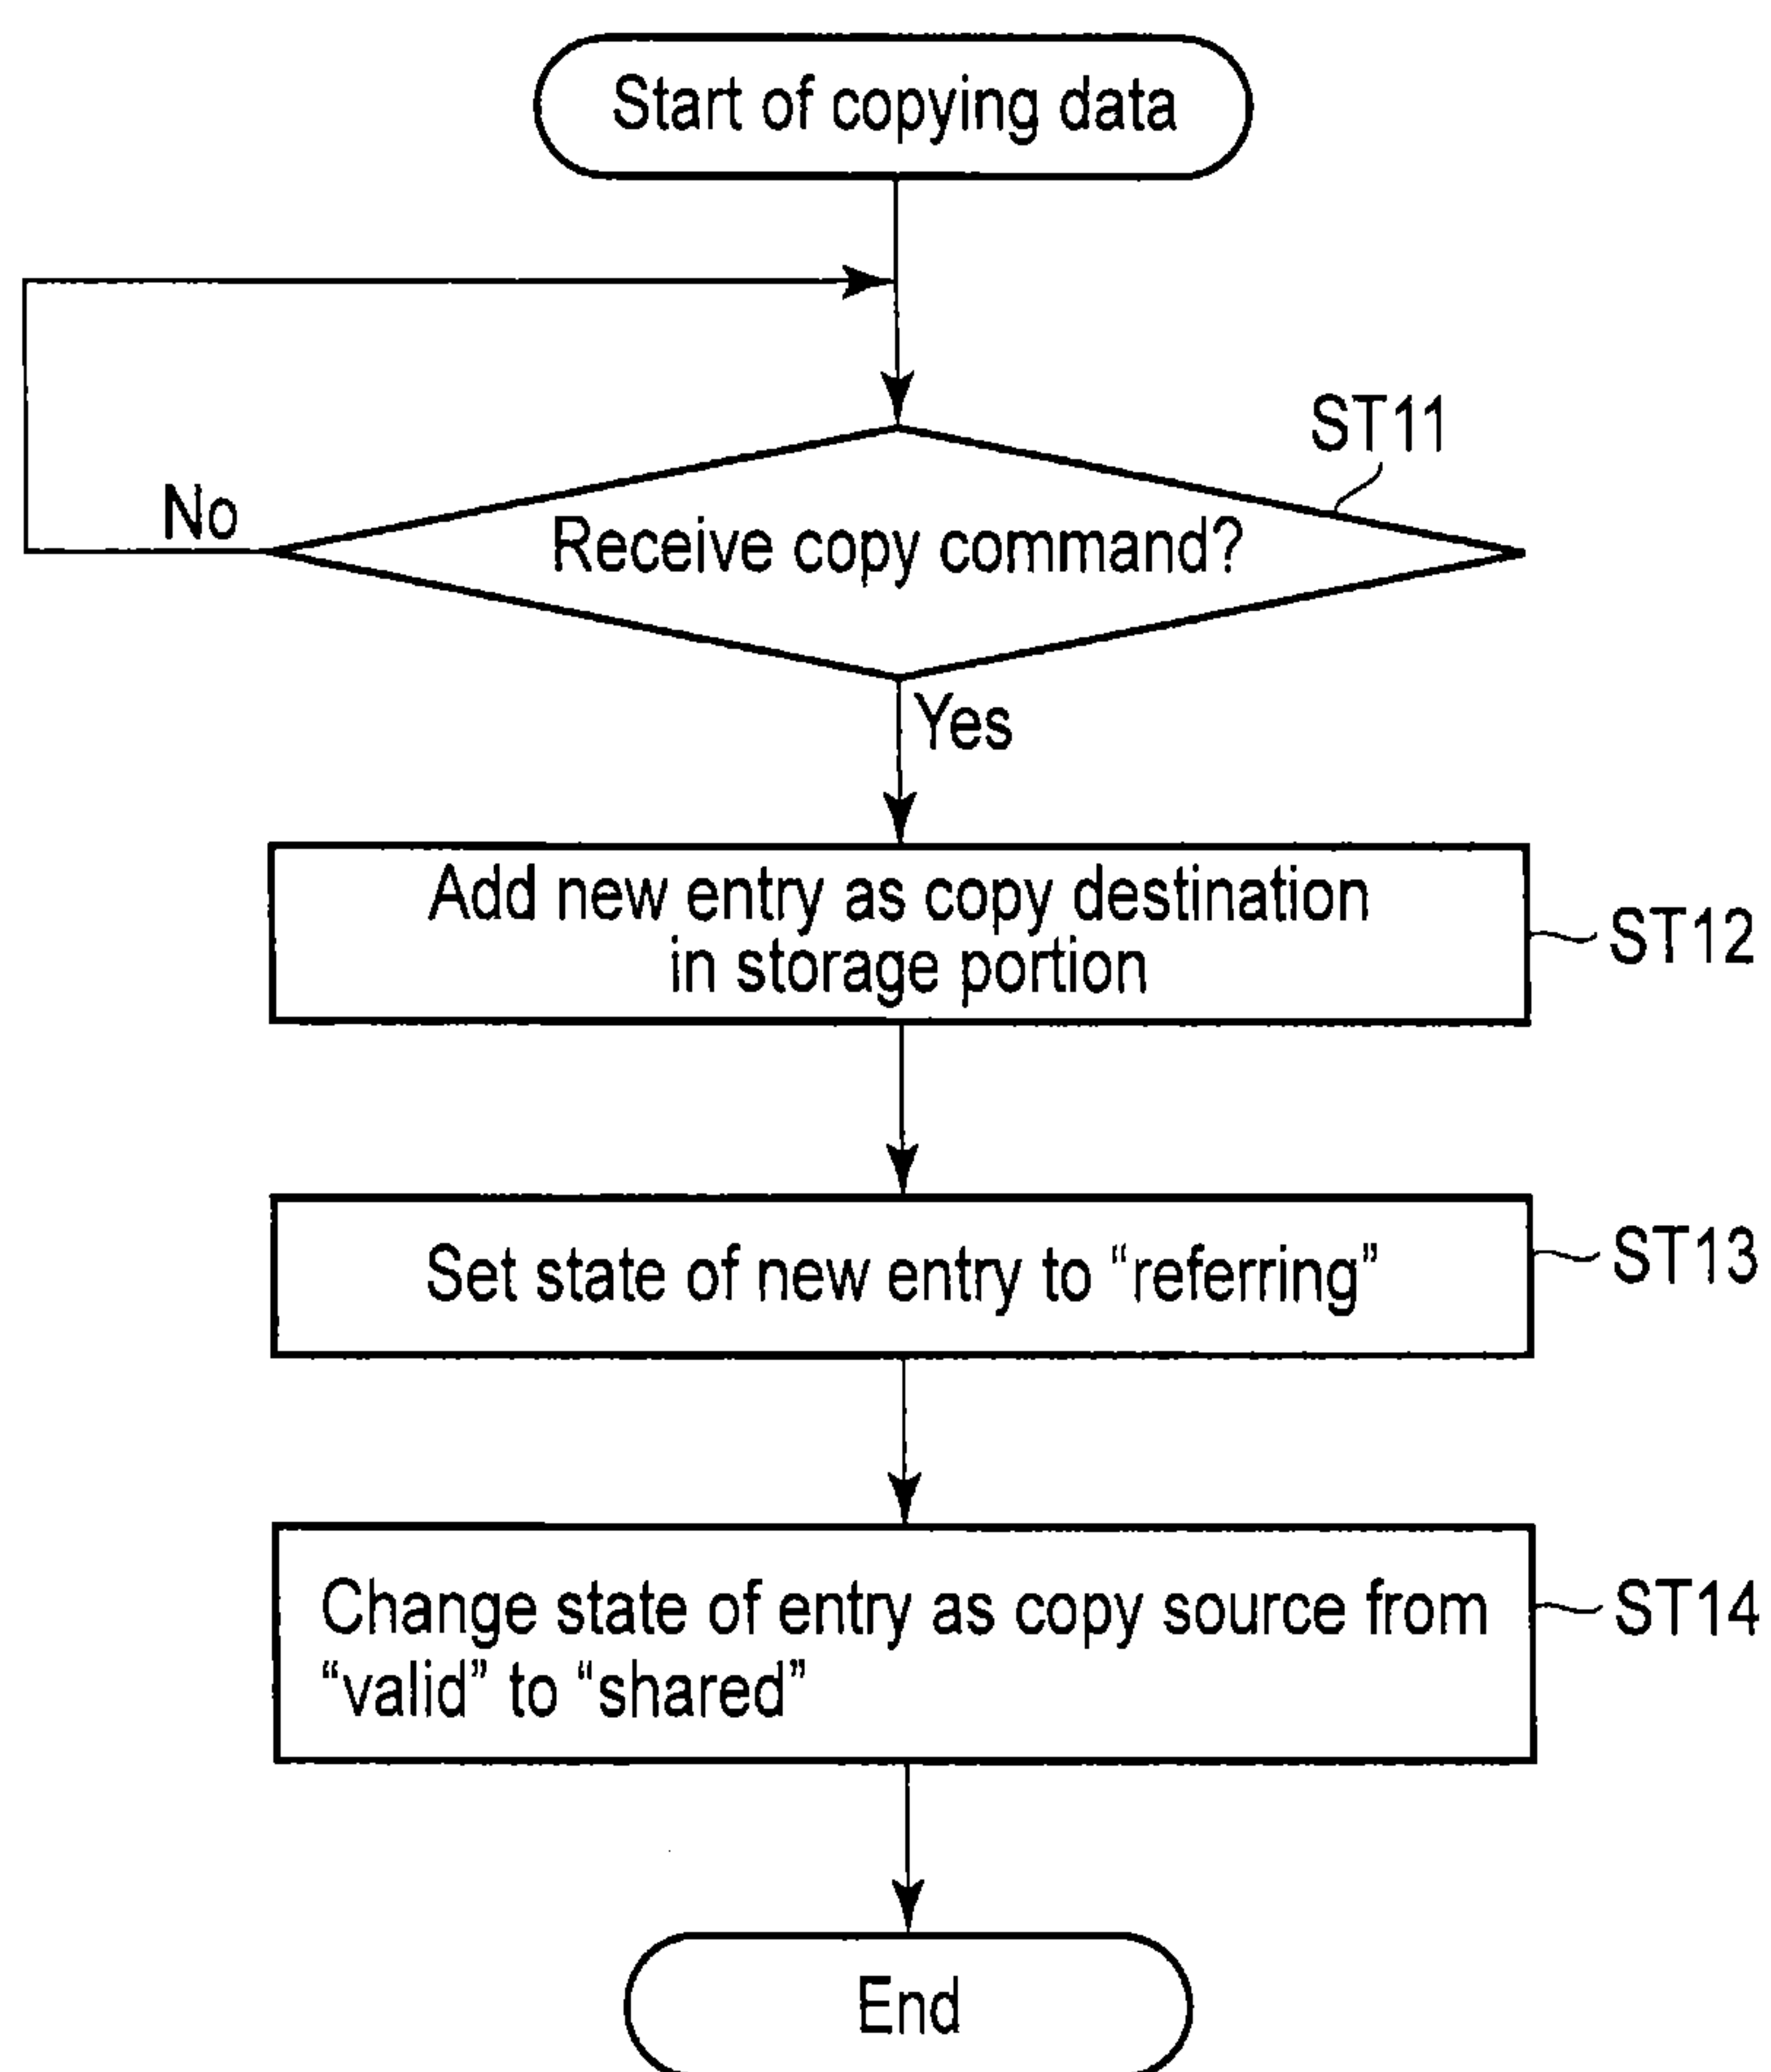 Start of copying data
ST11
No
Receive copy command?
Yes
Add new entry as copy destination
in storage portion
ST12
Set state of new entry to “referring”
ST13
Change state of entry as copy source from
“valid” to “shared”
ST14
End